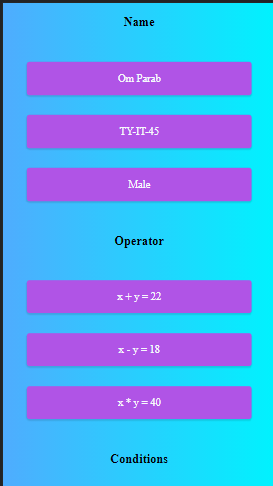 Name
Om Parab
TY-IT-45
Male
Operator
x + y = 22
x - y = 18
x * y = 40
Conditions